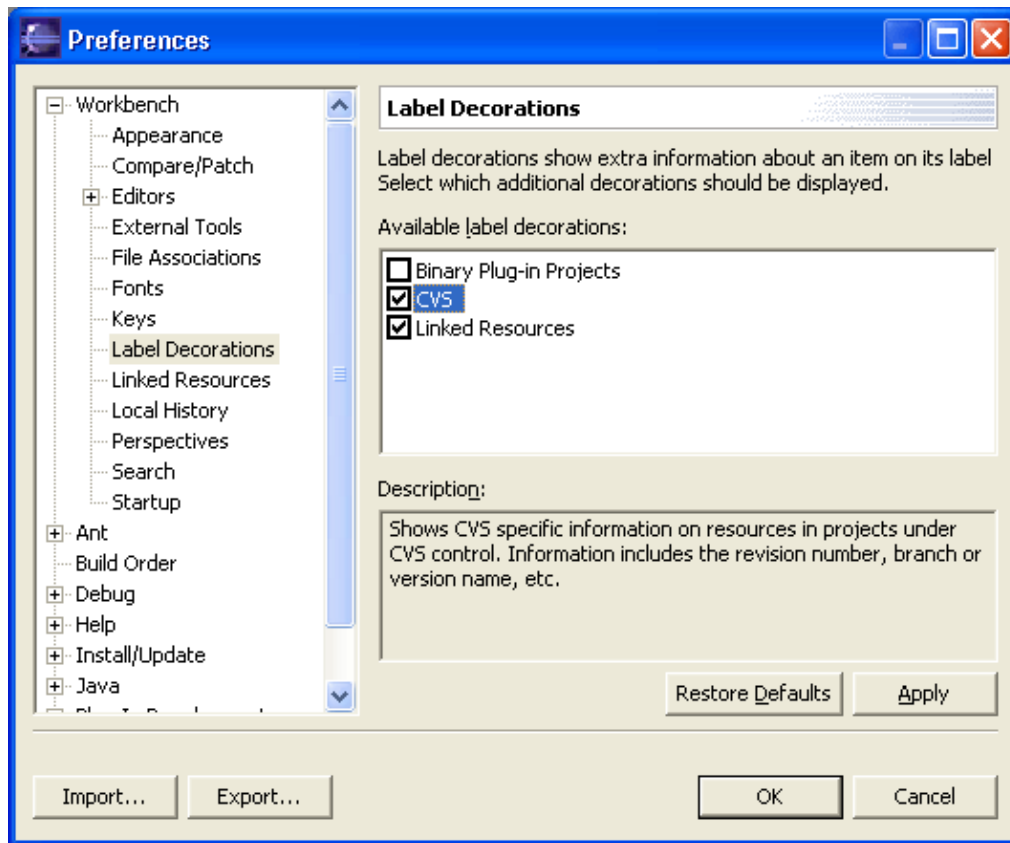 Preferences
Workbench
Appearance
Compare/Patch
Editors
External Tools
File Associations
Fonts
Keys
Label Decorations
Linked Resources
Local History
Perspectives
Search
Startup
Ant
Build Order
Debug
Help
Install/Update
Java
Label Decorations
Label decorations show extra information about an item on its label
Select which additional decorations should be displayed.
Available label decorations:
Binary Plug-in Projects
CVS
Linked Resources
Description:
Shows CVS specific information on resources in projects under
CVS control. Information includes the revision number, branch or
version name, etc.
Restore Defaults
Apply
Import...
Export...
OK
Cancel